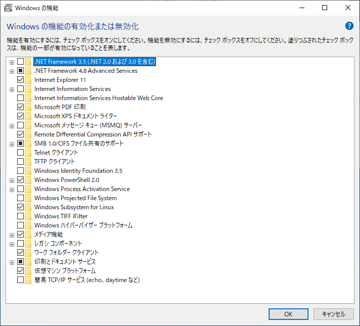 Windows の機能
Windows の機能の有効化または無効化
機能を有効にするには、チェック ボックスをオンにしてください。機能を無効にするには、チェック ボックスをオフにしてください。塗りつぶされたチェック ボックスは、機能の一部が有効になっていることを表します。
.NET Framework 3.5 (.NET 2.0 および 3.0 を含む)
.NET Framework 4.8 Advanced Services
Internet Explorer 11
Internet Information Services
Internet Information Services Hostable Web Core
Microsoft PDF 印刷
Microsoft XPS ドキュメント ライター
Microsoft メッセージ キュー (MSMQ) サーバー
Remote Differential Compression API サポート
SMB 1.0/CIFS ファイル共有のサポート
Telnet クライアント
TFTP クライアント
Windows Identity Foundation 3.5
Windows PowerShell 2.0
Windows Process Activation Service
Windows Projected File System
Windows Subsystem for Linux
Windows TIFF IFilter
Windows ハイパーバイザー プラットフォーム
メディア機能
レガシ コンポーネント
ワーク フォルダー クライアント
印刷とドキュメント サービス
仮想マシン プラットフォーム
簡易 TCP/IP サービス (echo, daytime など)
OK
キャンセル